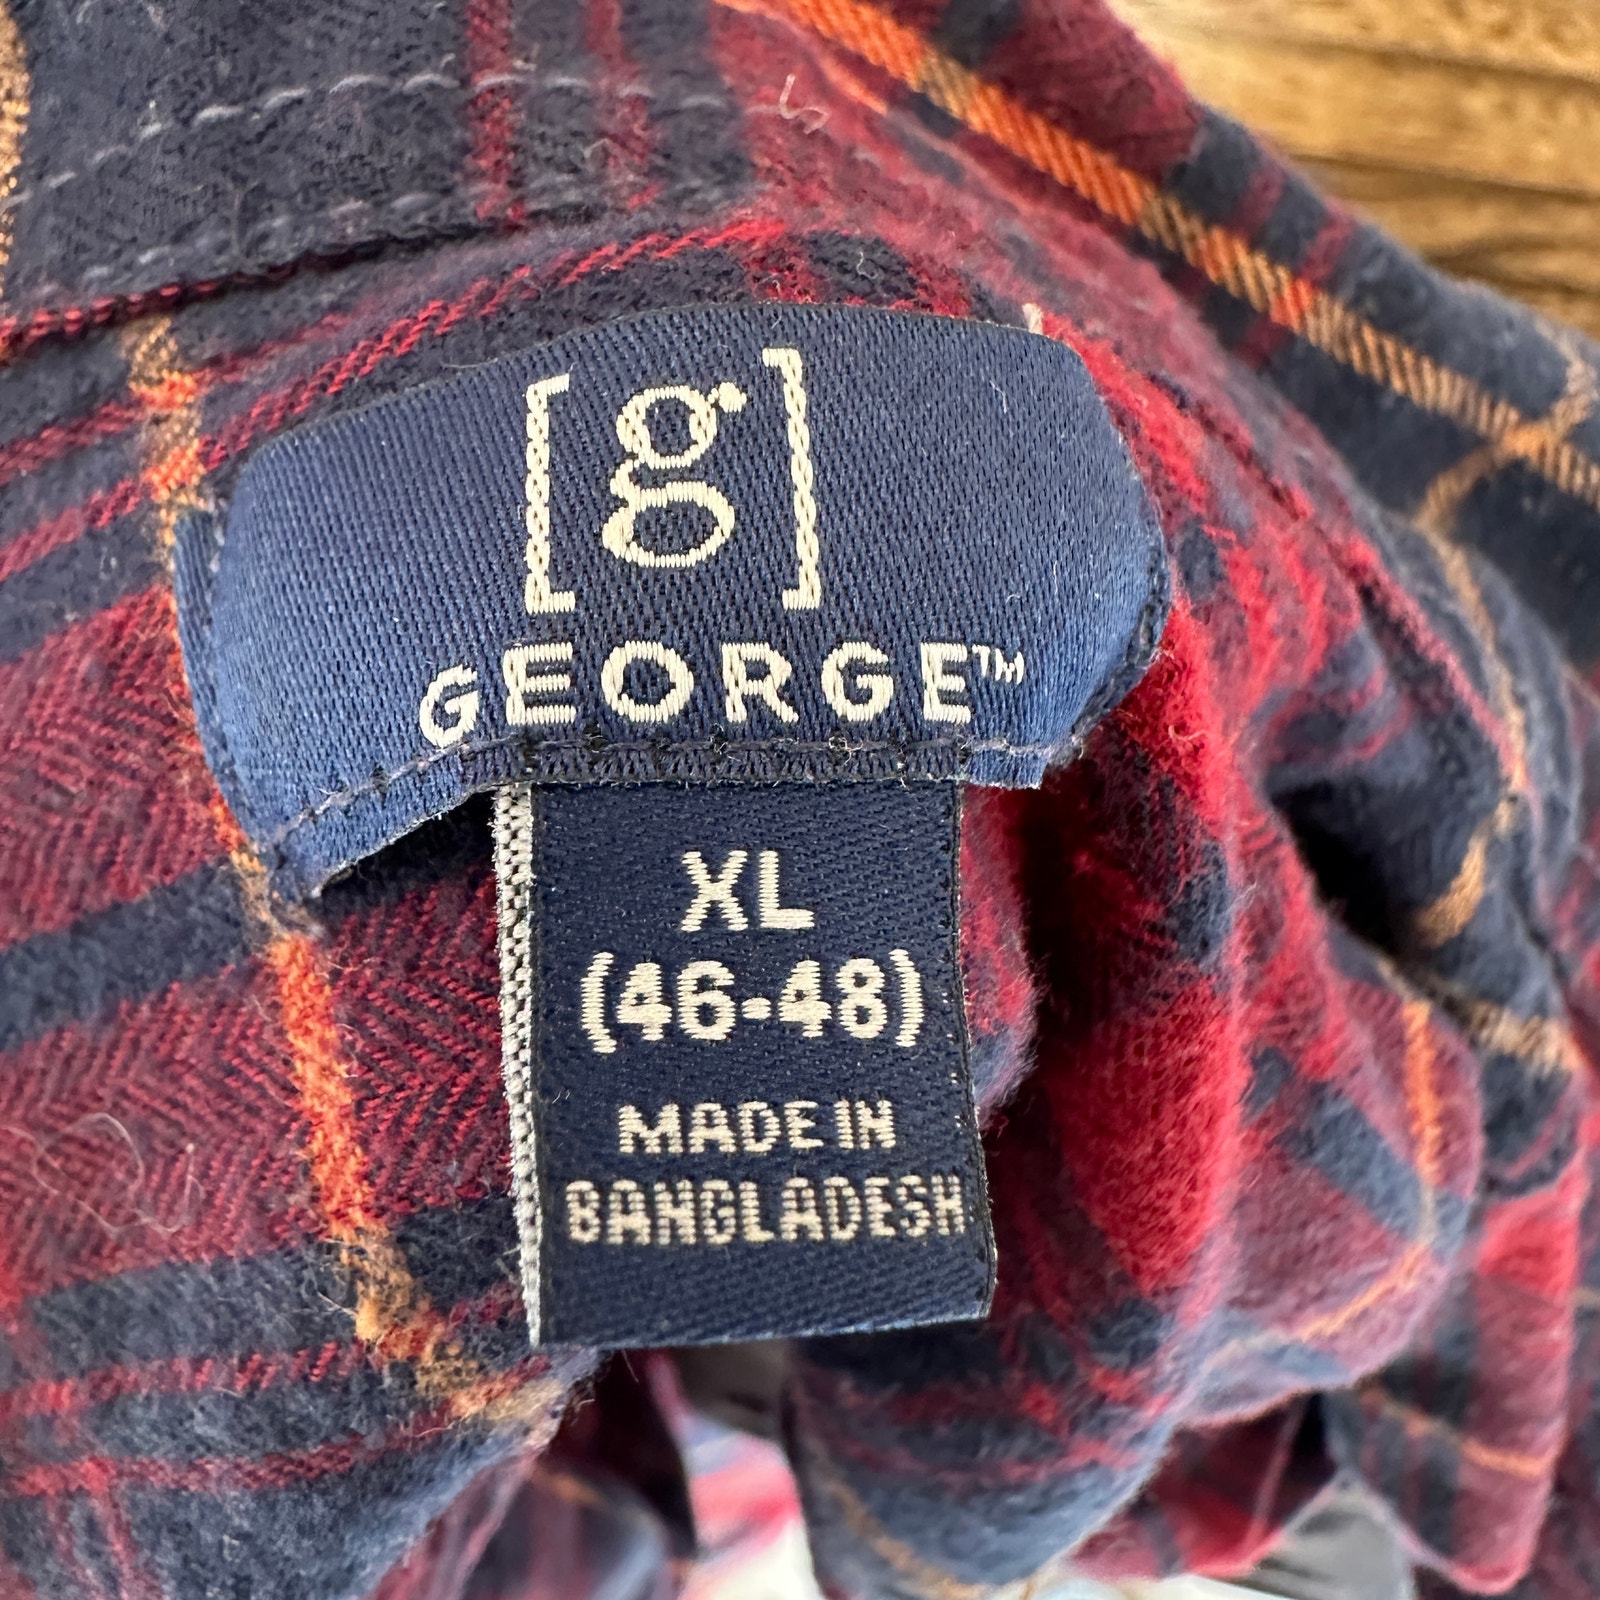 [g]
GEORGE™
XL
(46-48)
MADE IN
BANGLADESH